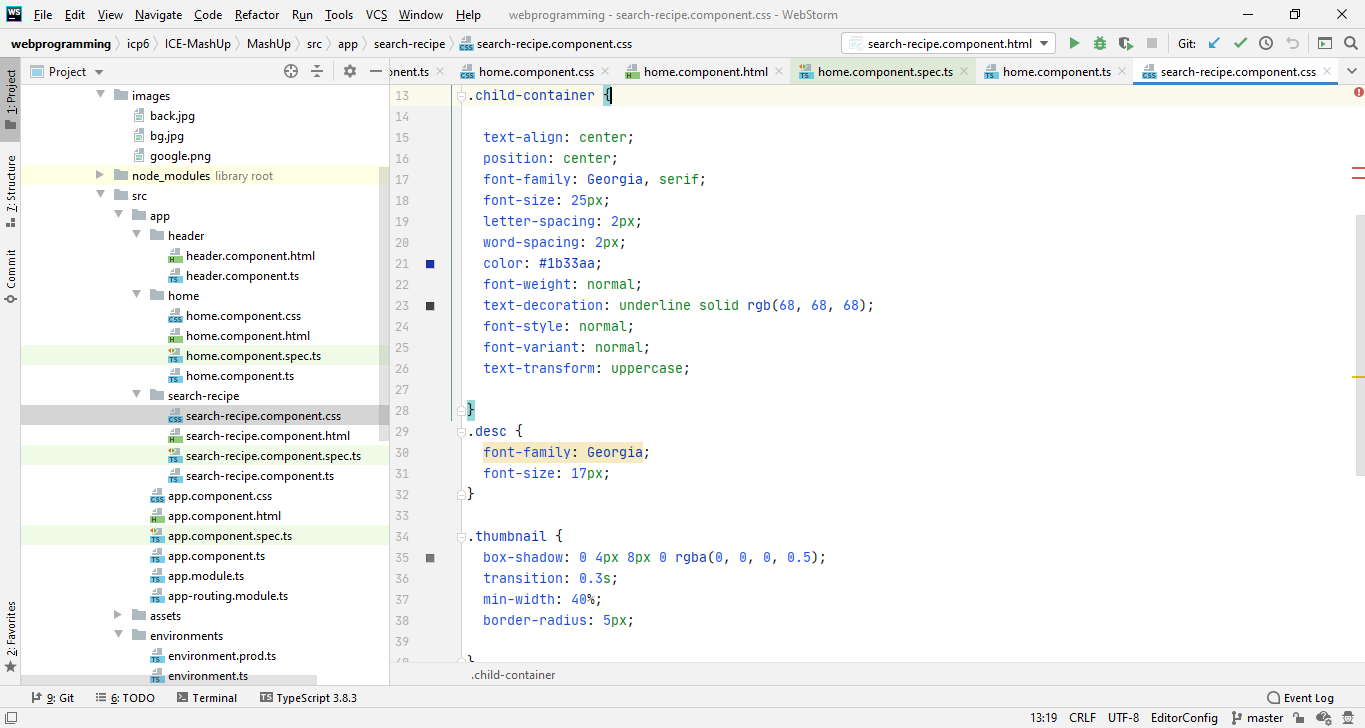 WS File Edit View Navigate Code Refactor Run Tools VCS Window Help webprogramming - search-recipe.component.css - WebStorm
webprogramming icp6 ICE-MashUp MashUp src app search-recipe search-recipe.component.css search-recipe.component.html Git:
Project onent.ts home.component.css home.component.html home.component.spec.ts home.component.ts search-recipe.component.css
1: Project
7: Structure
Commit
2: Favorites
images
back.jpg
bg.jpg
google.png
node_modules library root
src
app
header
header.component.html
header.component.ts
home
home.component.css
home.component.html
home.component.spec.ts
home.component.ts
search-recipe
search-recipe.component.css
search-recipe.component.html
search-recipe.component.spec.ts
search-recipe.component.ts
app.component.css
app.component.html
app.component.spec.ts
app.component.ts
app.module.ts
app-routing.module.ts
assets
environments
environment.prod.ts
environment.ts
13 .child-container {
14
15 text-align: center;
16 position: center;
17 font-family: Georgia, serif;
18 font-size: 25px;
19 letter-spacing: 2px;
20 word-spacing: 2px;
21 color: #1b33aa;
22 font-weight: normal;
23 text-decoration: underline solid rgb(68, 68, 68);
24 font-style: normal;
25 font-variant: normal;
26 text-transform: uppercase;
27
28 }
29 .desc {
30 font-family: Georgia;
31 font-size: 17px;
32 }
33
34 .thumbnail {
35 box-shadow: 0 4px 8px 0 rgba(0, 0, 0, 0.5);
36 transition: 0.3s;
37 min-width: 40%;
38 border-radius: 5px;
39
40 }
.child-container
9: Git 6: TODO Terminal TypeScript 3.8.3 Event Log
13:19 CRLF UTF-8 EditorConfig master